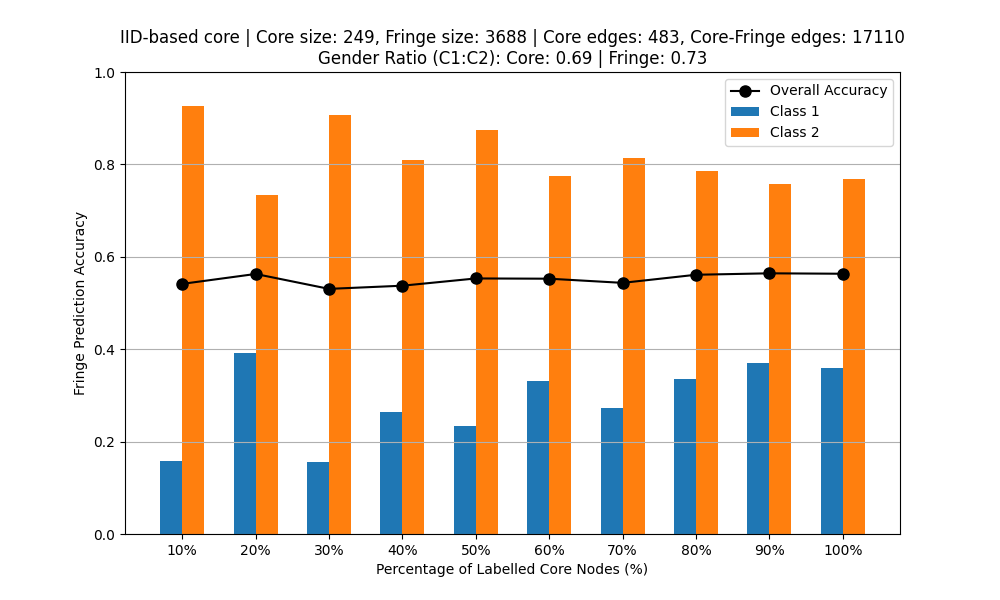 IID-based core | Core size: 249, Fringe size: 3688 | Core edges: 483, Core-Fringe edges: 17110
Gender Ratio (C1:C2): Core: 0.69 | Fringe: 0.73
Overall Accuracy
Class 1
Class 2
Fringe Prediction Accuracy
1.0
0.8
0.6
0.4
0.2
0.0
10% 20% 30% 40% 50% 60% 70% 80% 90% 100%
Percentage of Labelled Core Nodes (%)